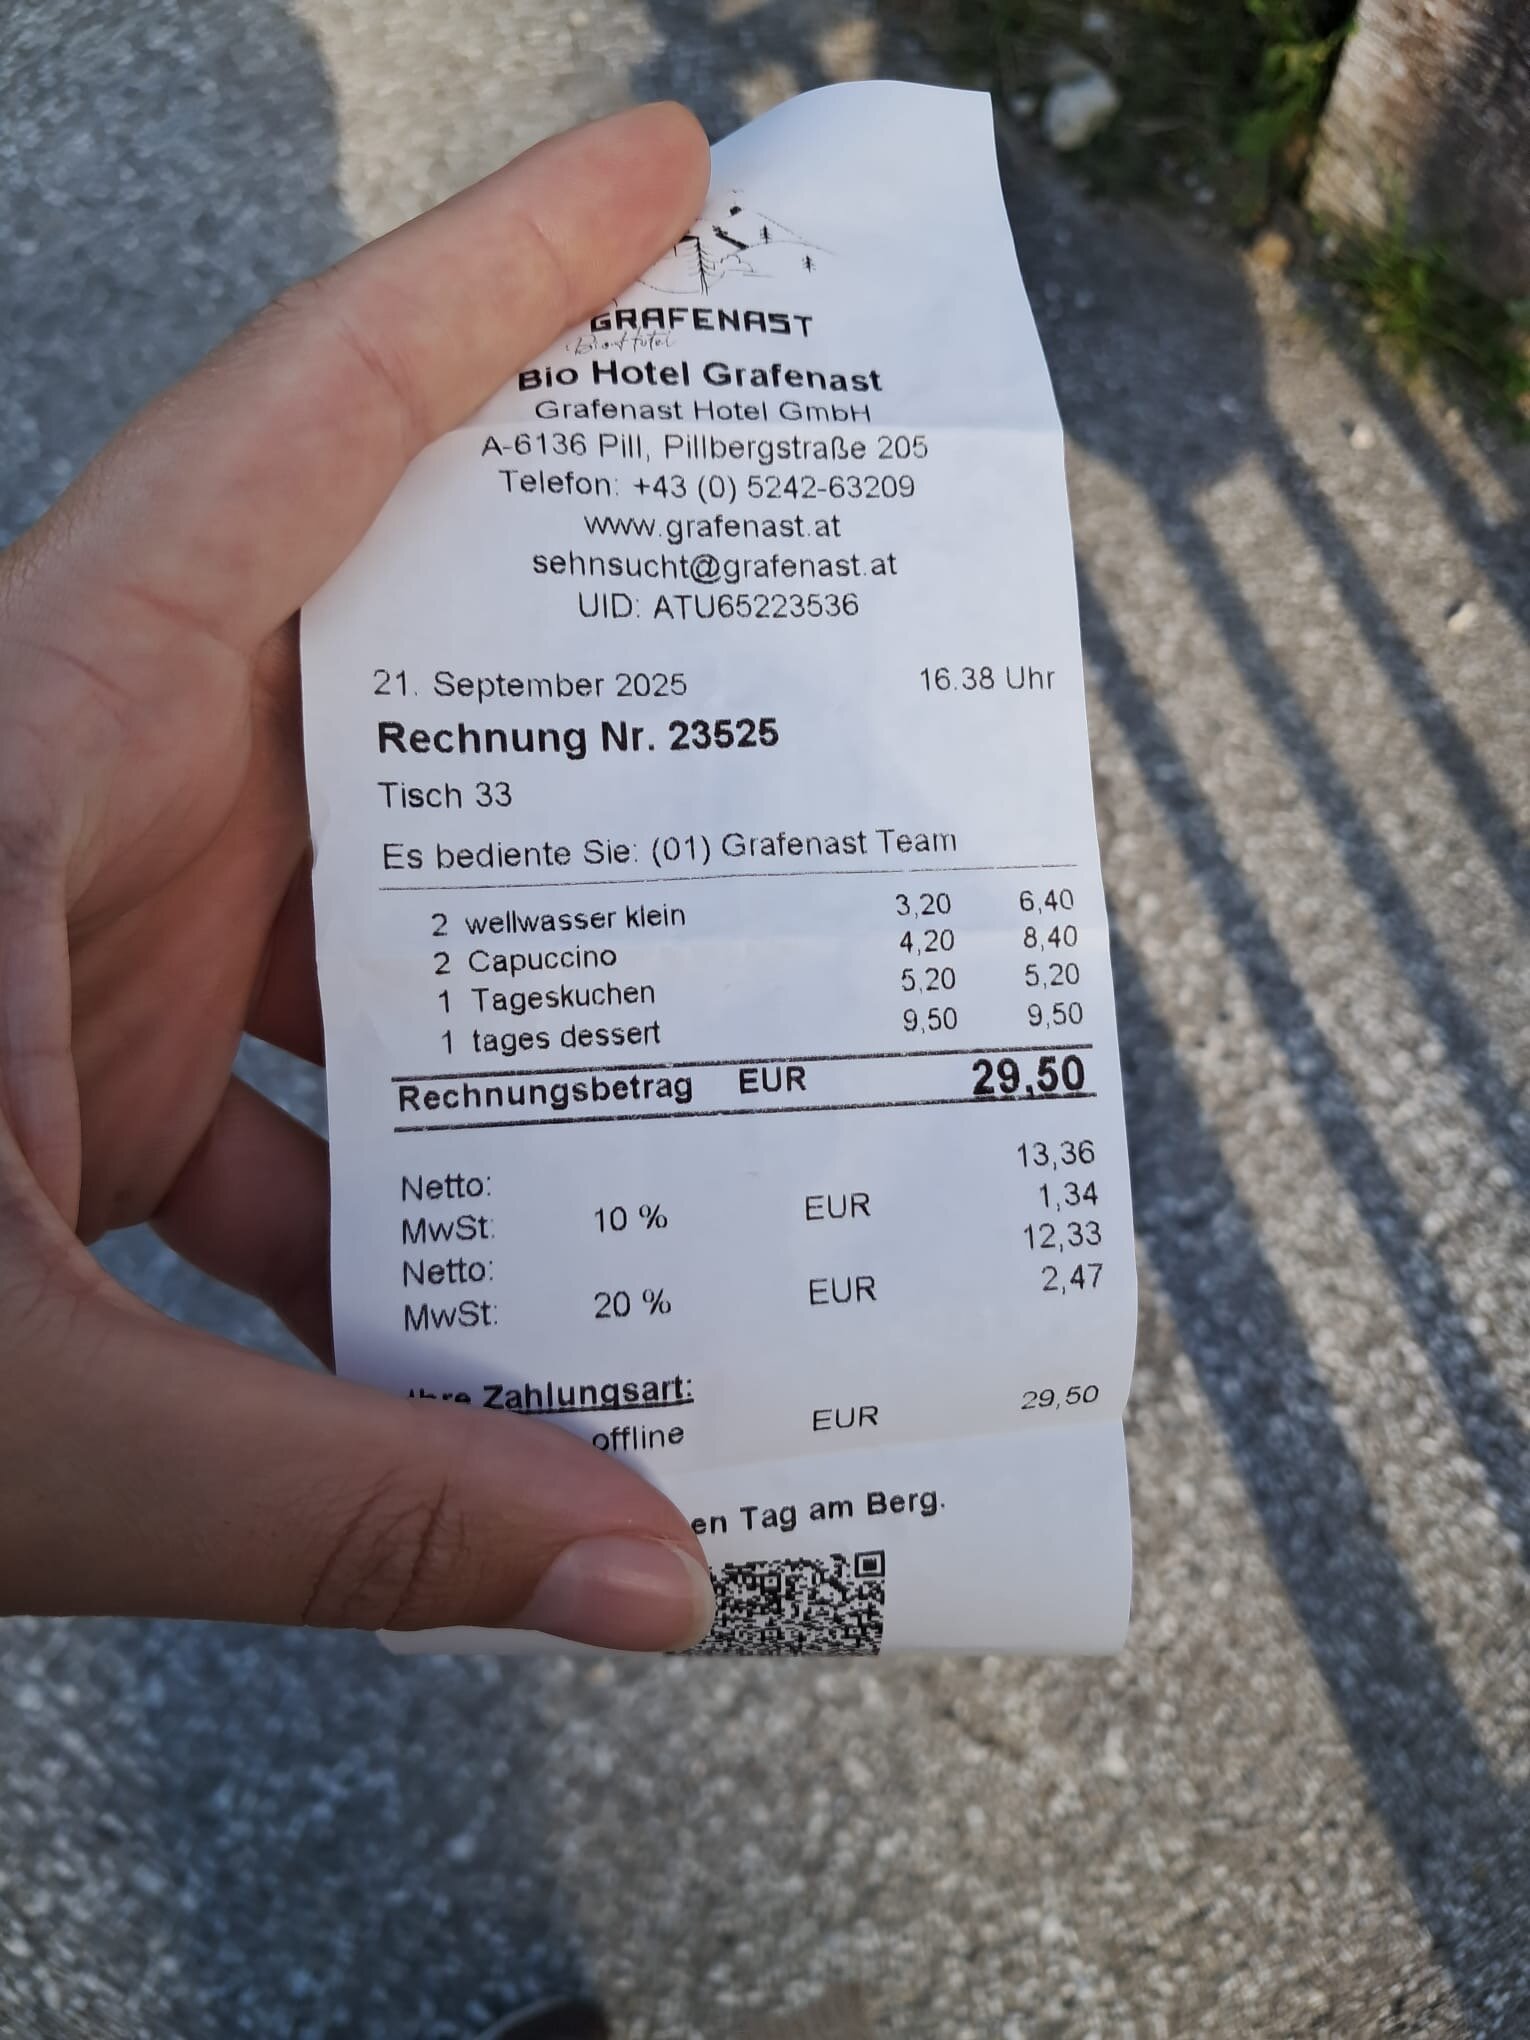 GRAFENAST
BioHotel
Bio Hotel Grafenast
Grafenast Hotel GmbH
A-6136 Pill, Pillbergstraße 205
Telefon: +43 (0) 5242-63209
www.grafenast.at
sehnsucht@grafenast.at
UID: ATU65223536
21. September 2025 16.38 Uhr
Rechnung Nr. 23525
Tisch 33
Es bediente Sie: (01) Grafenast Team
2 wellwasser klein 3,20 6,40
2 Capuccino 4,20 8,40
1 Tageskuchen 5,20 5,20
1 tages dessert 9,50 9,50
Rechnungsbetrag EUR 29,50
Netto: 13,36
MwSt: 10 % EUR 1,34
Netto: 12,33
MwSt: 20 % EUR 2,47
Ihre Zahlungsart:
offline EUR 29,50
en Tag am Berg.